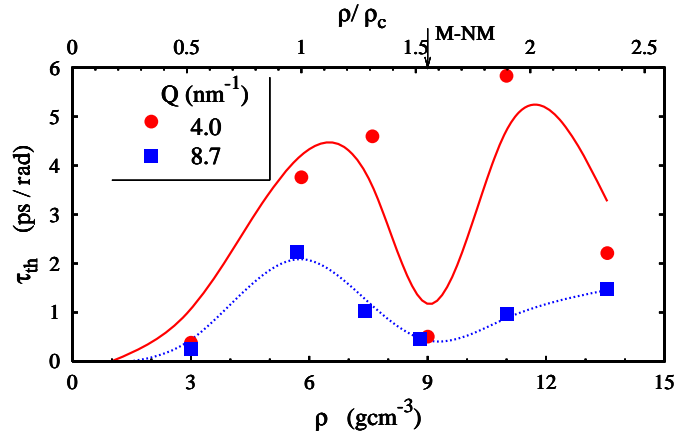 ρ/ ρc
0 0.5 1 1.5 2 2.5
M-NM
Q (nm⁻¹)
4.0
8.7
τth (ps / rad)
6
5
4
3
2
1
0
0 3 6 9 12 15
ρ (gcm⁻³)